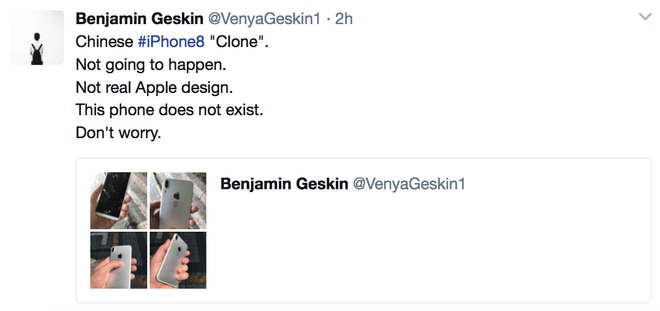 Benjamin Geskin @VenyaGeskin1 · 2h
Chinese #iPhone8 "Clone".
Not going to happen.
Not real Apple design.
This phone does not exist.
Don't worry.
Benjamin Geskin @VenyaGeskin1